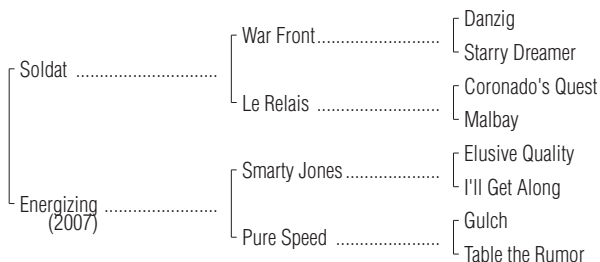 Danzig
War Front........................
Starry Dreamer
Soldat ...........................
Coronado's Quest
Le Relais ........................
Malbay
Elusive Quality
Smarty Jones....................
I'll Get Along
Energizing ......................
(2007)
Gulch
Pure Speed .....................
Table the Rumor